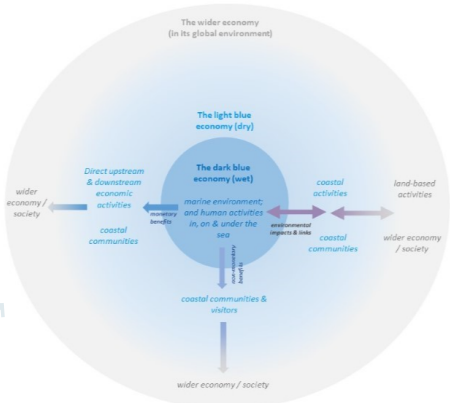 The wider economy
(in its global environment)
The light blue
economy (dry)
The dark blue
economy (wet)
marine environment;
and human activities
in, on & under the
sea
Direct upstream
& downstream
economic
activities
coastal
communities
wider
economy /
society
monetary
benefits
coastal
activities
coastal
communities
environmental
impacts & links
land-based
activities
wider economy
/ society
non-monetary
benefits
coastal communities &
visitors
wider economy / society